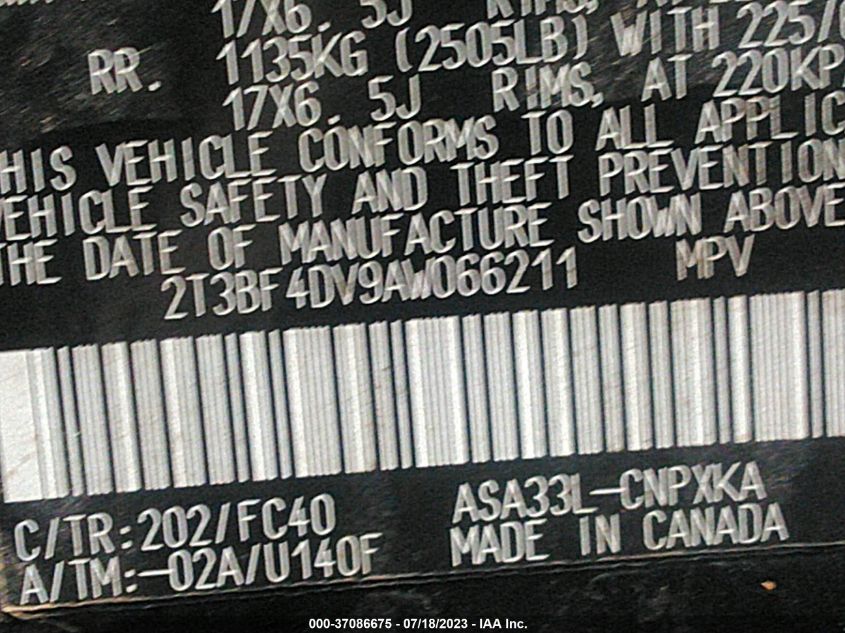 17X6. 5J RIMS,
RR. 1135KG (2505LB) WITH 225/
17X6. 5J RIMS, AT 220KP
HIS VEHICLE CONFORMS TO ALL APPLIC
VEHICLE SAFETY AND THEFT PREVENTION
THE DATE OF MANUFACTURE SHOWN ABOVE
2T3BF4DV9AW066211 MPV
C/TR:202/FC40 ASA33L-CNPXKA
A/TM:-02A/U140F MADE IN CANADA
000-37086675 - 07/18/2023 - IAA Inc.